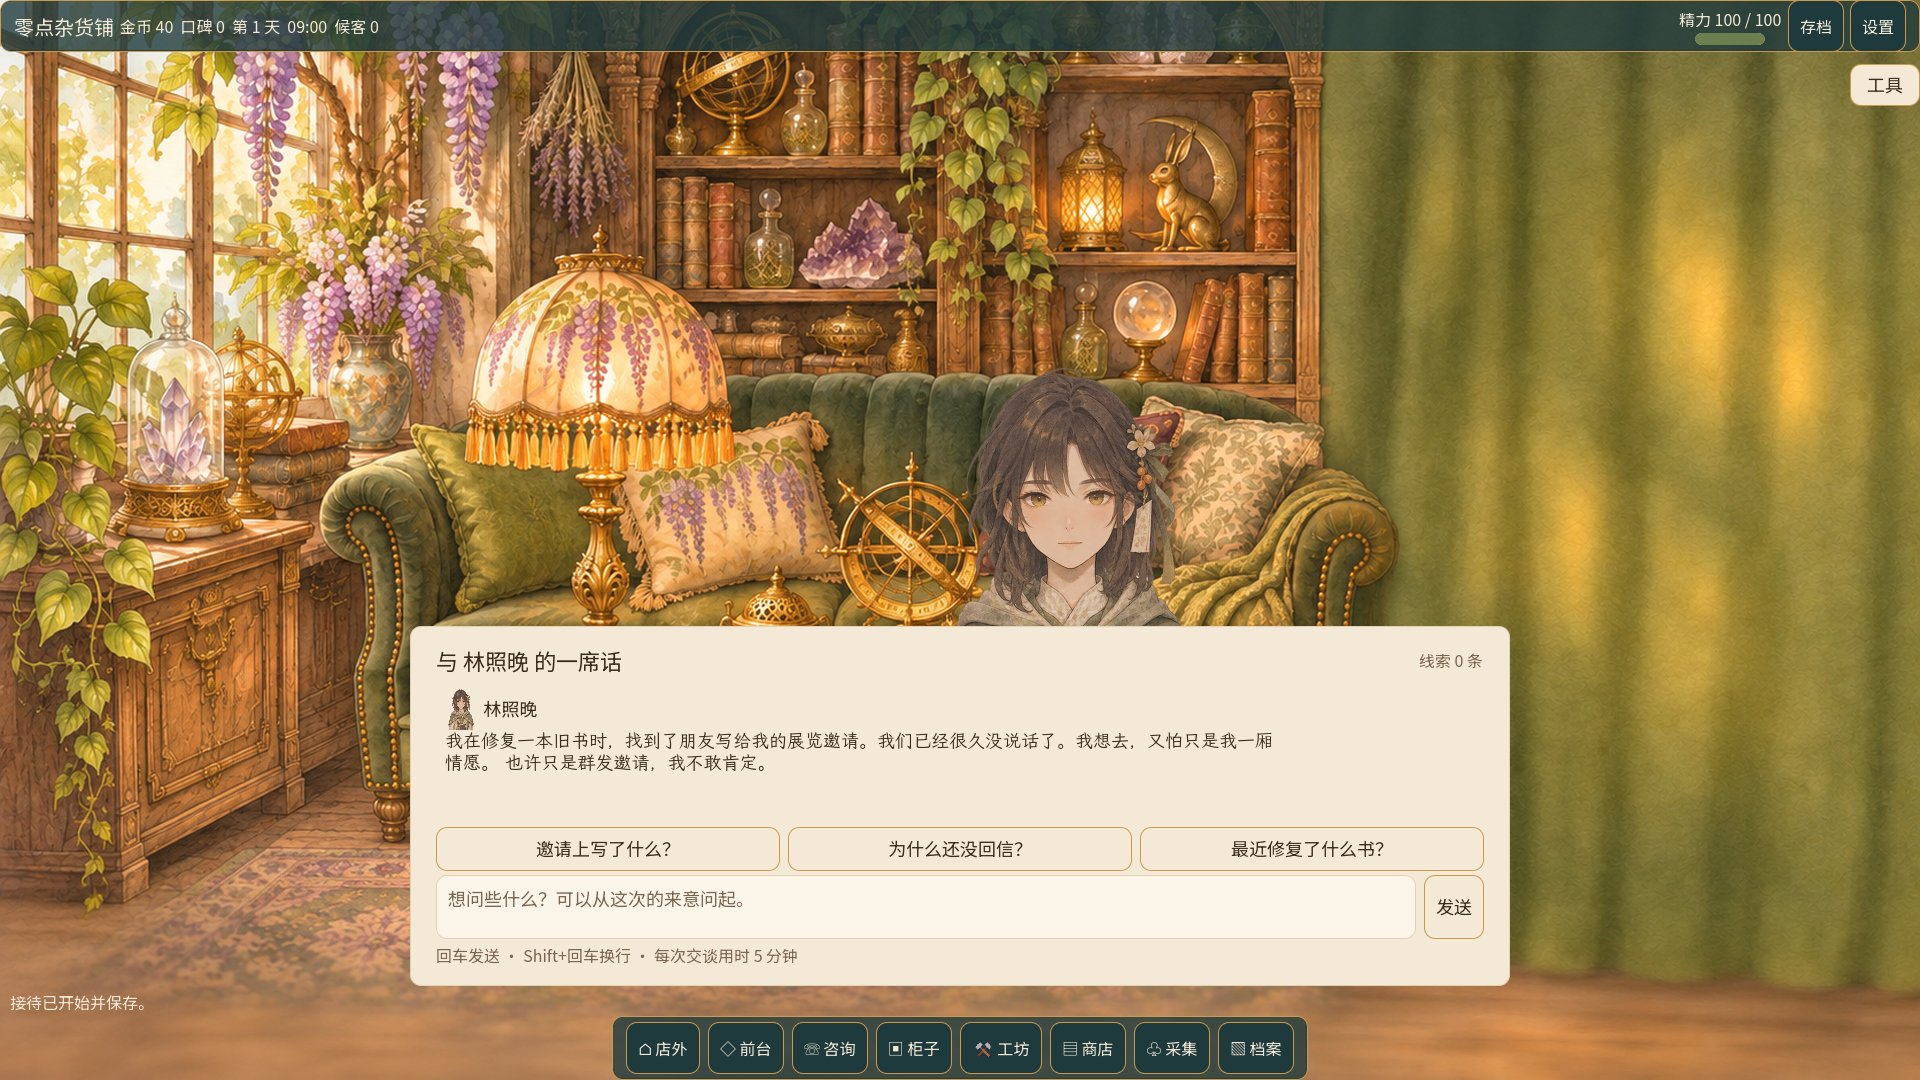 零点杂货铺 金币 40 口碑 0 第 1 天 09:00 候客 0
精力 100 / 100
存档
设置
工具
与 林照晚 的一席话
线索 0 条
林照晚
我在修复一本旧书时，找到了朋友写给我的展览邀请。我们已经很久没说话了。我想去，又怕只是我一厢
情愿。 也许只是群发邀请，我不敢肯定。
邀请上写了什么？
为什么还没回信？
最近修复了什么书？
想问些什么？可以从这次的来意问起。
发送
回车发送 · Shift+回车换行 · 每次交谈用时 5 分钟
接待已开始并保存。
店外
前台
咨询
柜子
工坊
商店
采集
档案